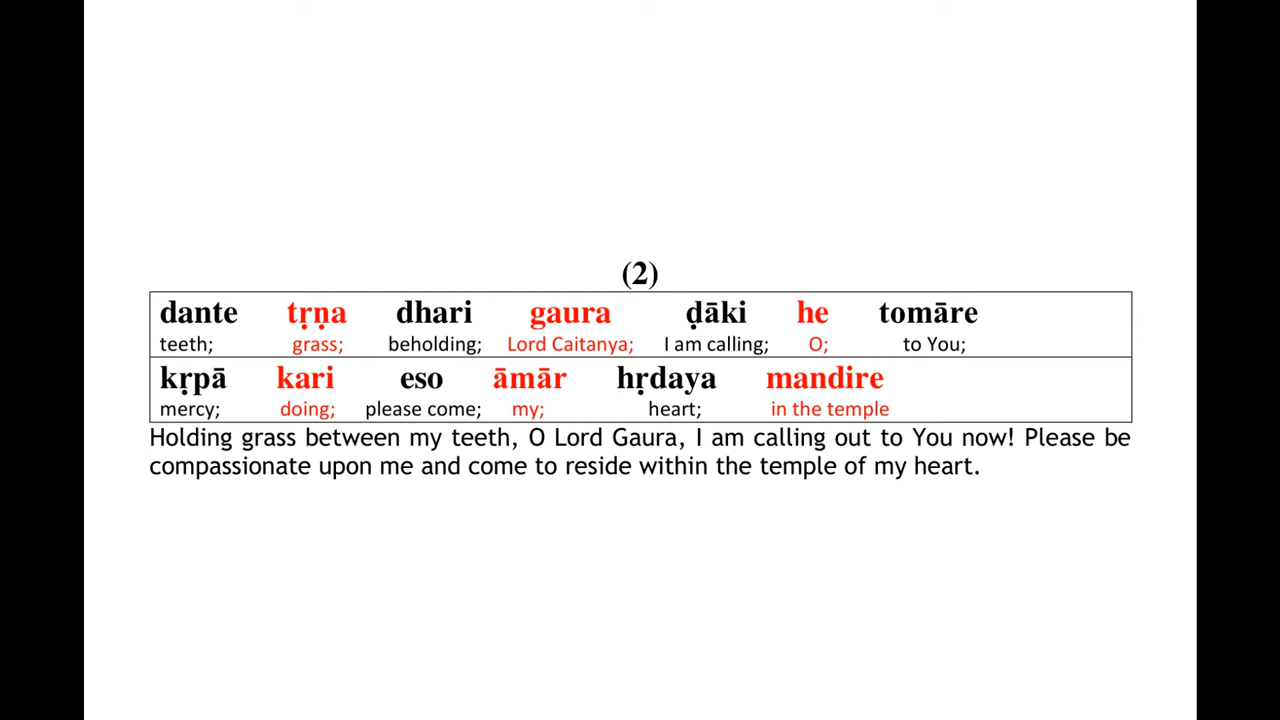 (2)
dante tṛṇa dhari gaura ḍāki he tomāre
teeth; grass; beholding; Lord Caitanya; I am calling; O; to You;
kṛpā kari eso āmār hṛdaya mandire
mercy; doing; please come; my; heart; in the temple
Holding grass between my teeth, O Lord Gaura, I am calling out to You now! Please be
compassionate upon me and come to reside within the temple of my heart.